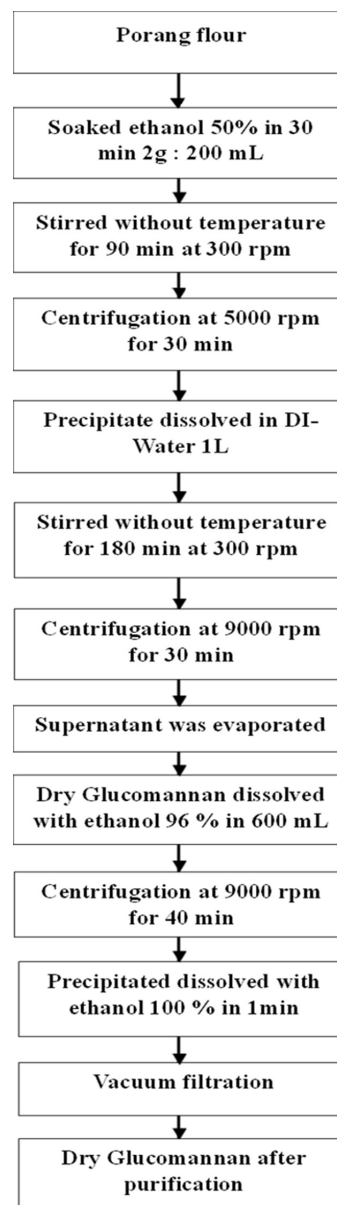 Porang flour
Soaked ethanol 50% in 30
min 2g : 200 mL
Stirred without temperature
for 90 min at 300 rpm
Centrifugation at 5000 rpm
for 30 min
Precipitate dissolved in DI-
Water 1L
Stirred without temperature
for 180 min at 300 rpm
Centrifugation at 9000 rpm
for 30 min
Supernatant was evaporated
Dry Glucomannan dissolved
with ethanol 96 % in 600 mL
Centrifugation at 9000 rpm
for 40 min
Precipitated dissolved with
ethanol 100 % in 1min
Vacuum filtration
Dry Glucomannan after
purification